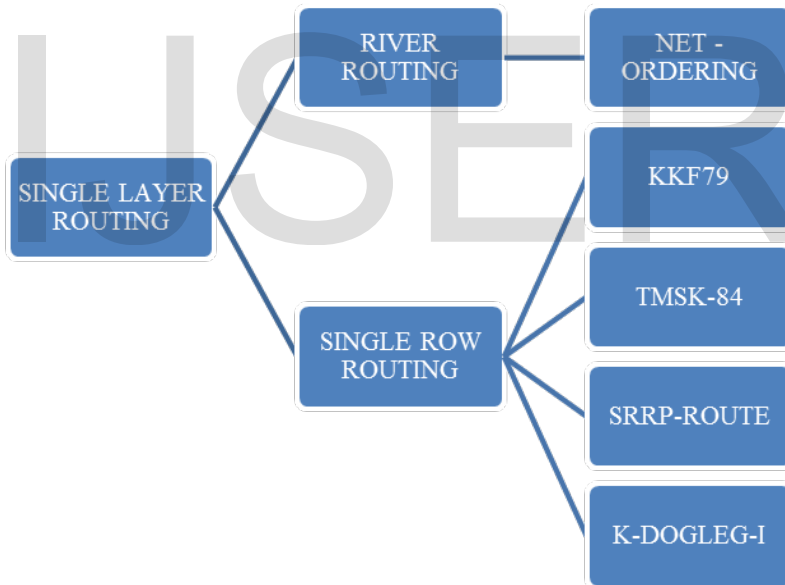 IJSER
RIVER
ROUTING
NET -
ORDERING
SINGLE LAYER
ROUTING
KKF79
TMSK-84
SINGLE ROW
ROUTING
SRRP-ROUTE
K-DOGLEG-I